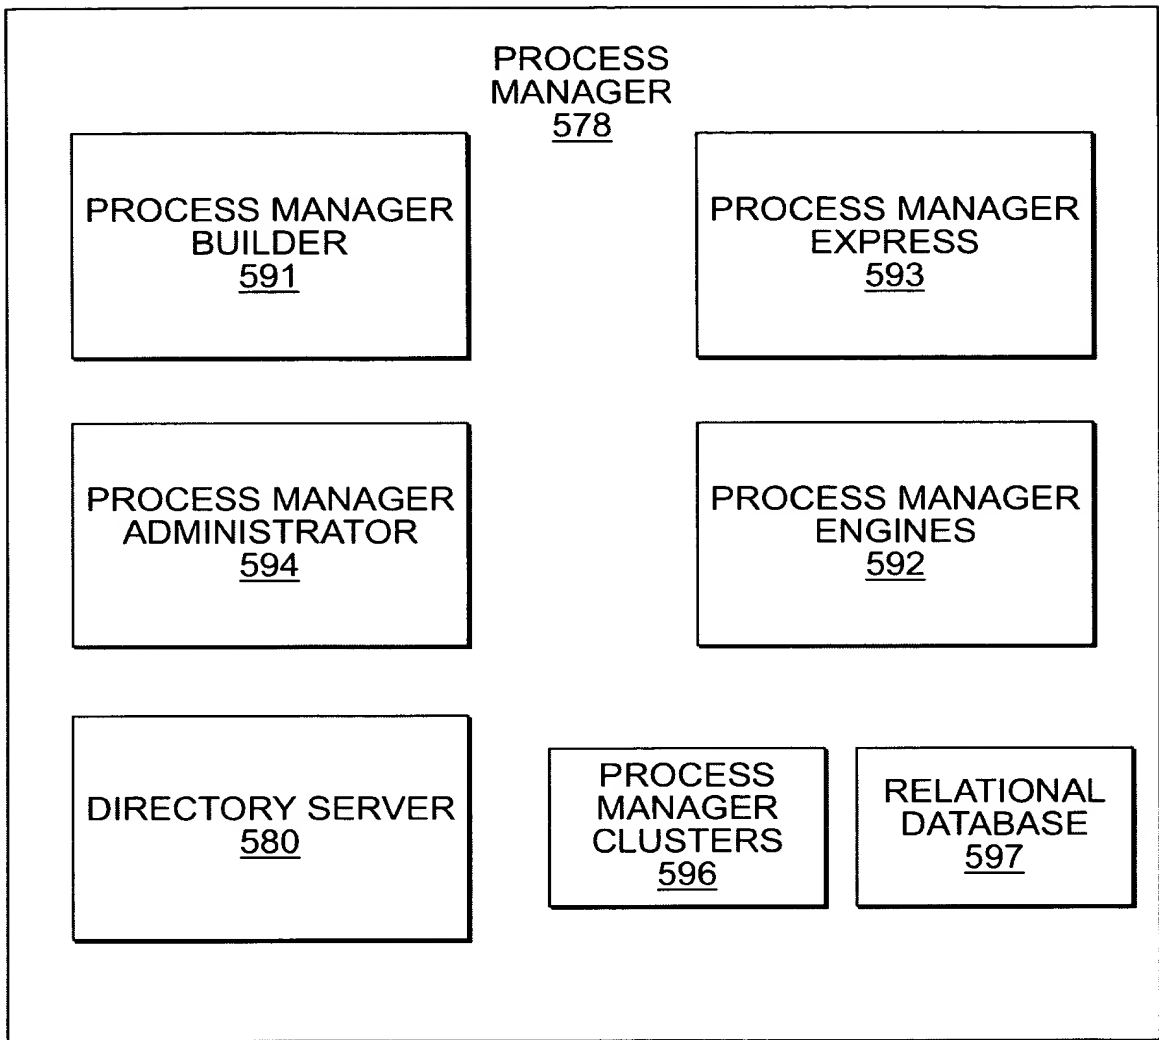 PROCESS
MANAGER
578
PROCESS MANAGER
BUILDER
591
PROCESS MANAGER
EXPRESS
593
PROCESS MANAGER
ADMINISTRATOR
594
PROCESS MANAGER
ENGINES
592
DIRECTORY SERVER
580
PROCESS
MANAGER
CLUSTERS
596
RELATIONAL
DATABASE
597